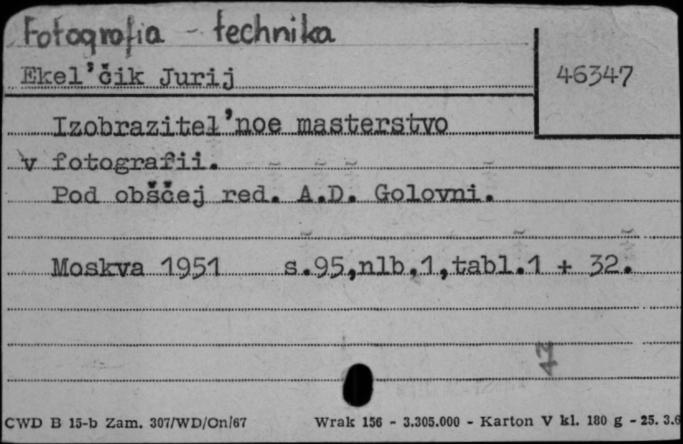 Fotografia - technika
Ekel'čik Jurij
46347
Izobrazitel'noe masterstvo
v fotografii.
Pod obščej red. A.D. Golovni.
Moskva 1951 s.95,nlb.1,tabl.1 + 32.
CWD B 15-b Zam. 307/WD/On/67 Wrak 156 - 3.305.000 - Karton V kl. 180 g - 25. 3.6